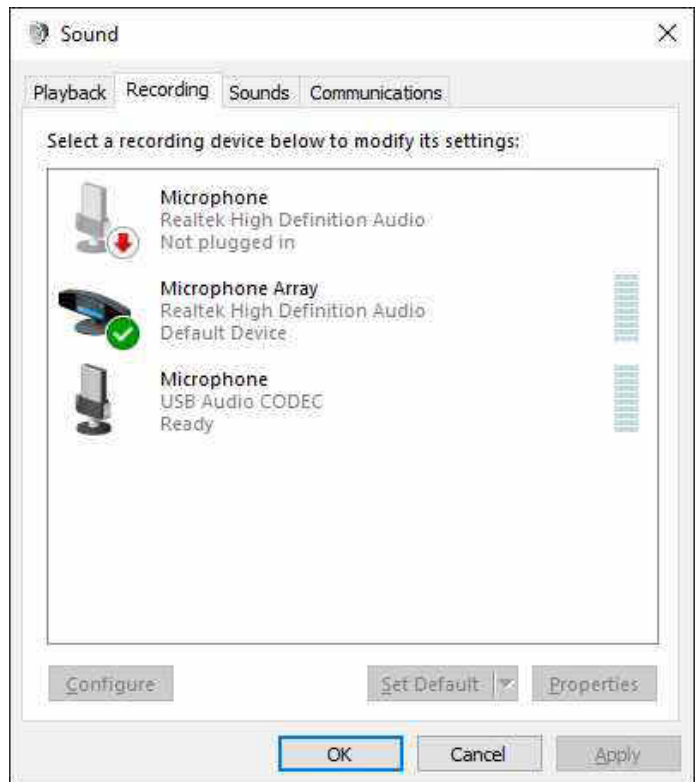 Sound
Playback Recording Sounds Communications
Select a recording device below to modify its settings:
Microphone
Realtek High Definition Audio
Not plugged in
Microphone Array
Realtek High Definition Audio
Default Device
Microphone
USB Audio CODEC
Ready
Configure Set Default Properties
OK Cancel Apply